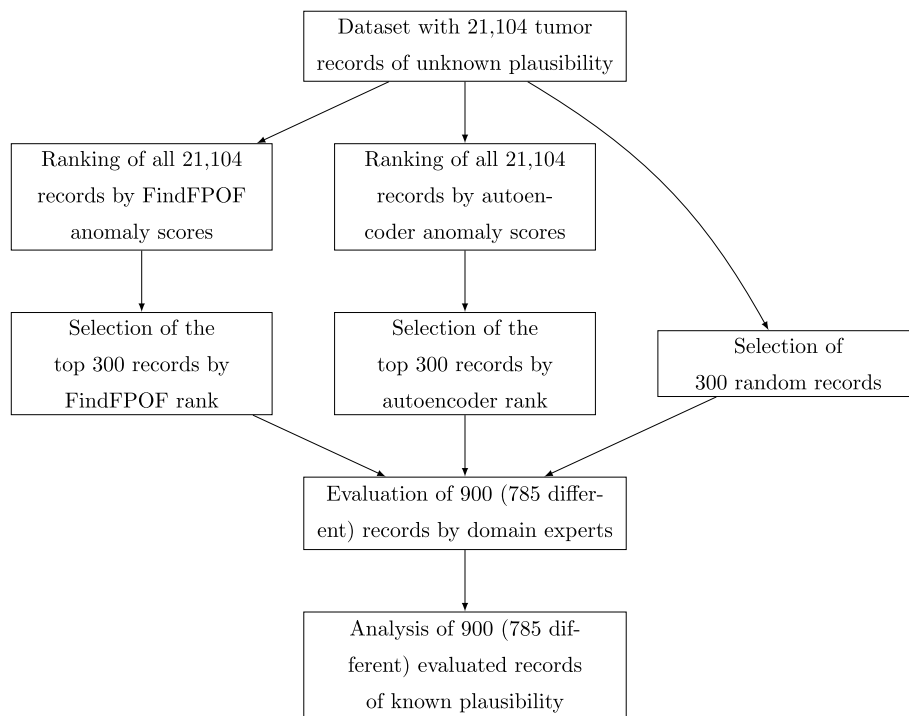 Dataset with 21,104 tumor
records of unknown plausibility
Ranking of all 21,104
records by FindFPOF
anomaly scores
Ranking of all 21,104
records by autoen-
coder anomaly scores
Selection of the
top 300 records by
FindFPOF rank
Selection of the
top 300 records by
autoencoder rank
Selection of
300 random records
Evaluation of 900 (785 differ-
ent) records by domain experts
Analysis of 900 (785 dif-
ferent) evaluated records
of known plausibility